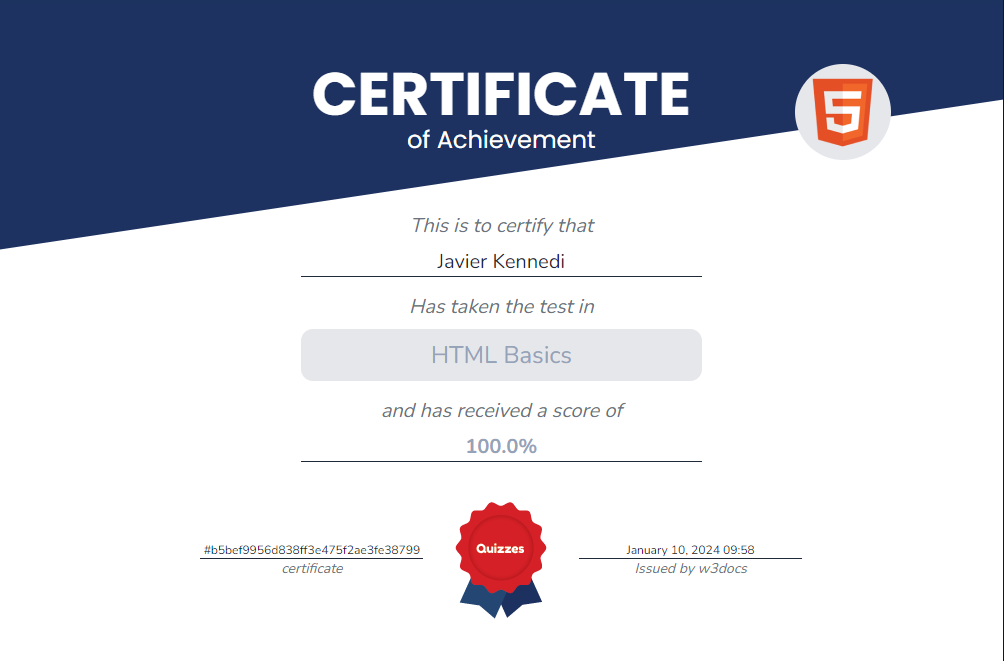 CERTIFICATE
of Achievement
This is to certify that
Javier Kennedi
Has taken the test in
HTML Basics
and has received a score of
100.0%
#b5bef9956d838ff3e475f2ae3fe38799
certificate
Quizzes
January 10, 2024 09:58
Issued by w3docs